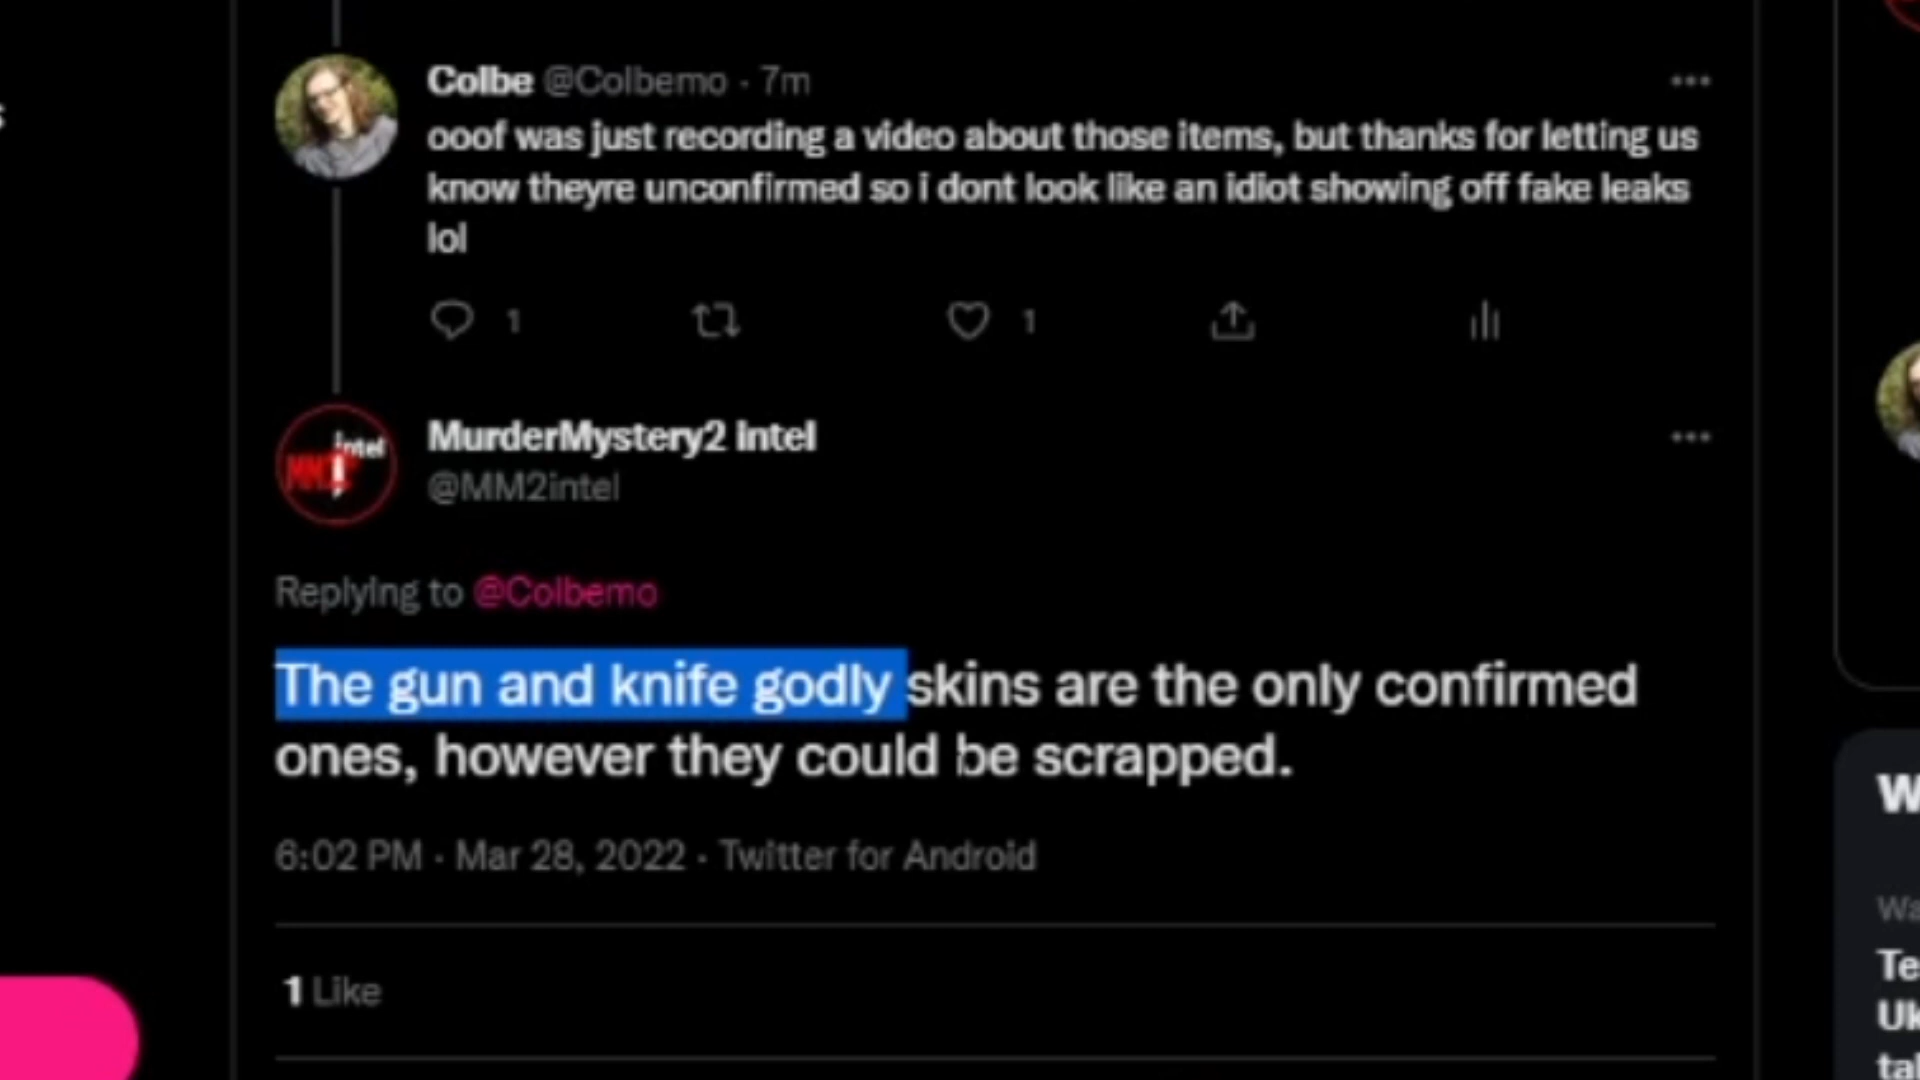 Colbe @Colbemo · 7m
ooof was just recording a video about those items, but thanks for letting us
know theyre unconfirmed so i dont look like an idiot showing off fake leaks
lol
1 1
MurderMystery2 Intel
@MM2intel
intel
MM2
Replying to @Colbemo
The gun and knife godly skins are the only confirmed
ones, however they could be scrapped.
6:02 PM · Mar 28, 2022 · Twitter for Android
1 Like